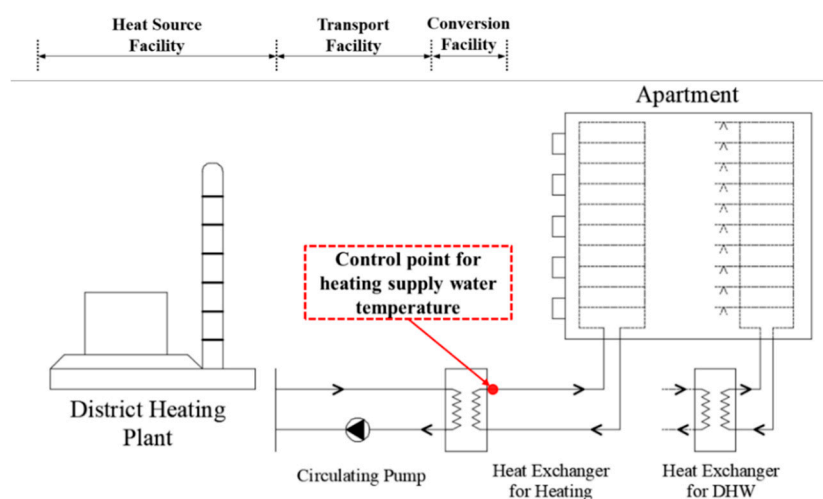 Heat Source
Facility
Transport
Facility
Conversion
Facility
Apartment
Control point for
heating supply water
temperature
District Heating
Plant
Circulating Pump
Heat Exchanger
for Heating
Heat Exchanger
for DHW